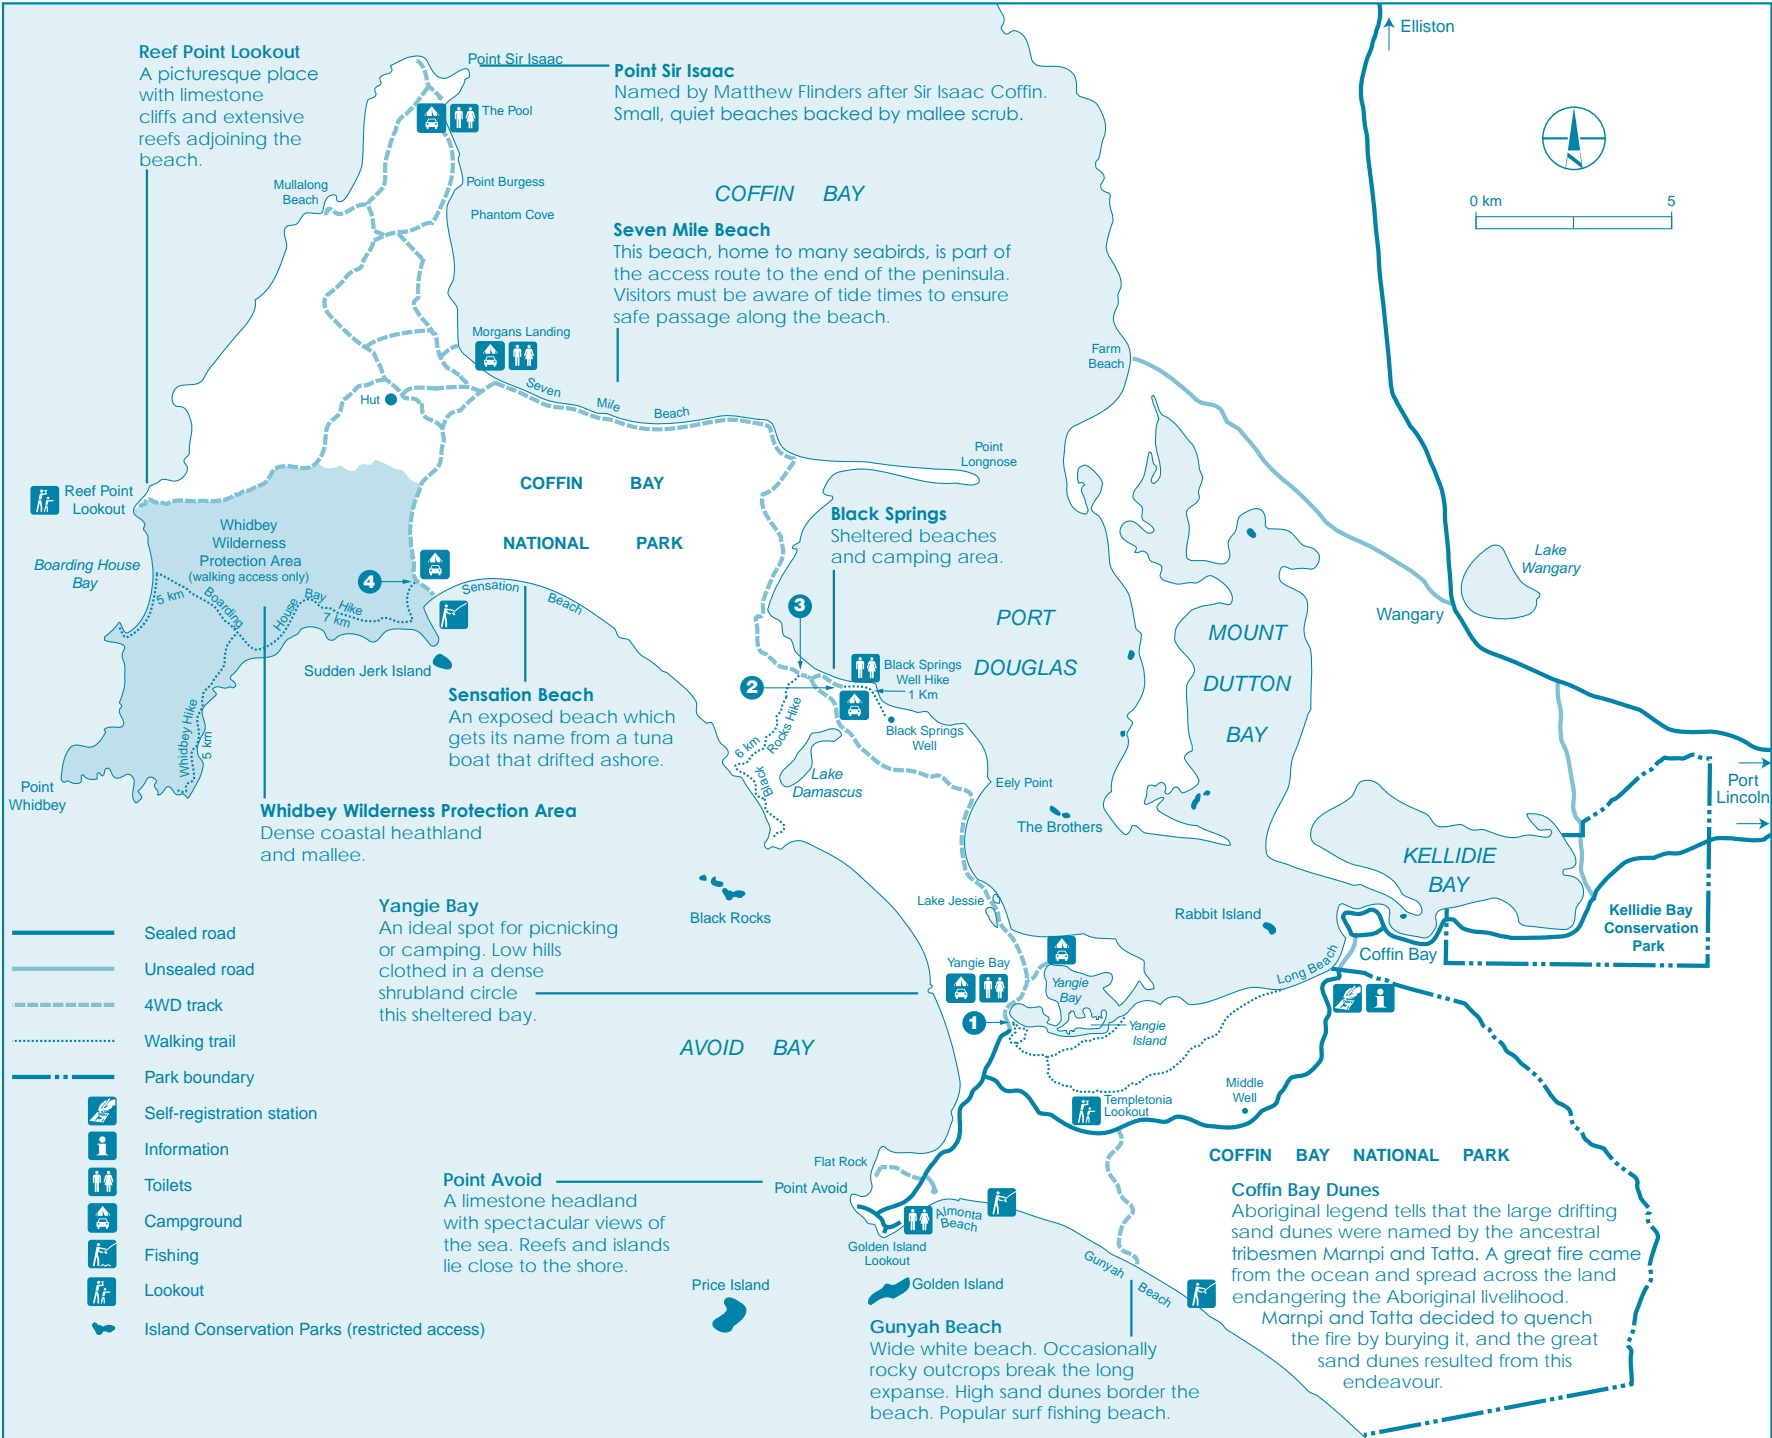 Elliston
Reef Point Lookout
A picturesque place
with limestone
cliffs and extensive
reefs adjoining the
beach.
Point Sir Isaac
Point Sir Isaac
Named by Matthew Flinders after Sir Isaac Coffin.
Small, quiet beaches backed by mallee scrub.
The Pool
Mullalong
Beach
Point Burgess
Phantom Cove
COFFIN BAY
0 km 5
Seven Mile Beach
This beach, home to many seabirds, is part of
the access route to the end of the peninsula.
Visitors must be aware of tide times to ensure
safe passage along the beach.
Morgans Landing
Farm
Beach
Hut
Seven Mile Beach
Point
Longnose
Reef Point
Lookout
COFFIN BAY
NATIONAL PARK
Whidbey
Wilderness
Protection Area
(walking access only)
Boarding House
Bay
4
5 km
Boarding House Bay Hike
7 km
Sensation Beach
Black Springs
Sheltered beaches
and camping area.
Lake
Wangary
Wangary
3
PORT
DOUGLAS
MOUNT
DUTTON
BAY
Sudden Jerk Island
Black Springs
Well Hike
1 Km
2
Black Springs
Well
6 km
Black Rocks Hike
Sensation Beach
An exposed beach which
gets its name from a tuna
boat that drifted ashore.
Whidbey Hike
5 km
Lake
Damascus
Eely Point
Point
Whidbey
Port
Lincoln
The Brothers
Whidbey Wilderness Protection Area
Dense coastal heathland
and mallee.
KELLIDIE
BAY
Black Rocks
Lake Jessie
Rabbit Island
Kellidie Bay
Conservation
Park
Yangie Bay
An ideal spot for picnicking
or camping. Low hills
clothed in a dense
shrubland circle
this sheltered bay.
Coffin Bay
Long Beach
Yangie Bay
Yangie
Bay
1
Yangie
Island
AVOID BAY
Middle
Well
Templetonia
Lookout
Sealed road
Unsealed road
4WD track
Walking trail
Park boundary
Self-registration station
Information
Toilets
Campground
Fishing
Lookout
Island Conservation Parks (restricted access)
Flat Rock
Point Avoid
Point Avoid
A limestone headland
with spectacular views of
the sea. Reefs and islands
lie close to the shore.
Almonta
Beach
Golden Island
Lookout
Golden Island
Price Island
Gunyah Beach
Gunyah Beach
Wide white beach. Occasionally
rocky outcrops break the long
expanse. High sand dunes border the
beach. Popular surf fishing beach.
COFFIN BAY NATIONAL PARK
Coffin Bay Dunes
Aboriginal legend tells that the large drifting
sand dunes were named by the ancestral
tribesmen Marnpi and Tatta. A great fire came
from the ocean and spread across the land
endangering the Aboriginal livelihood.
Marnpi and Tatta decided to quench
the fire by burying it, and the great
sand dunes resulted from this
endeavour.